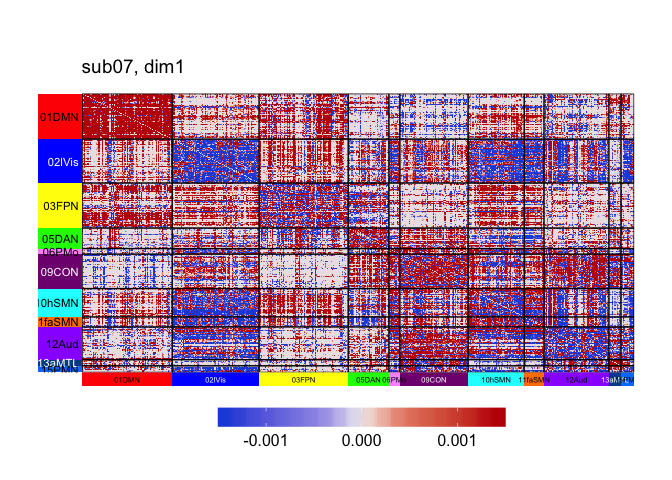 sub07, dim1
01DMN
02lVis
03FPN
05DAN
09CON
10hSMN
1faSMN
12Aud
13aMTL
15PMN
01DMN 02lVis 03FPN 05DAN 09CON 10hSMN 11faSMN 12Aud
-0.001 0.000 0.001